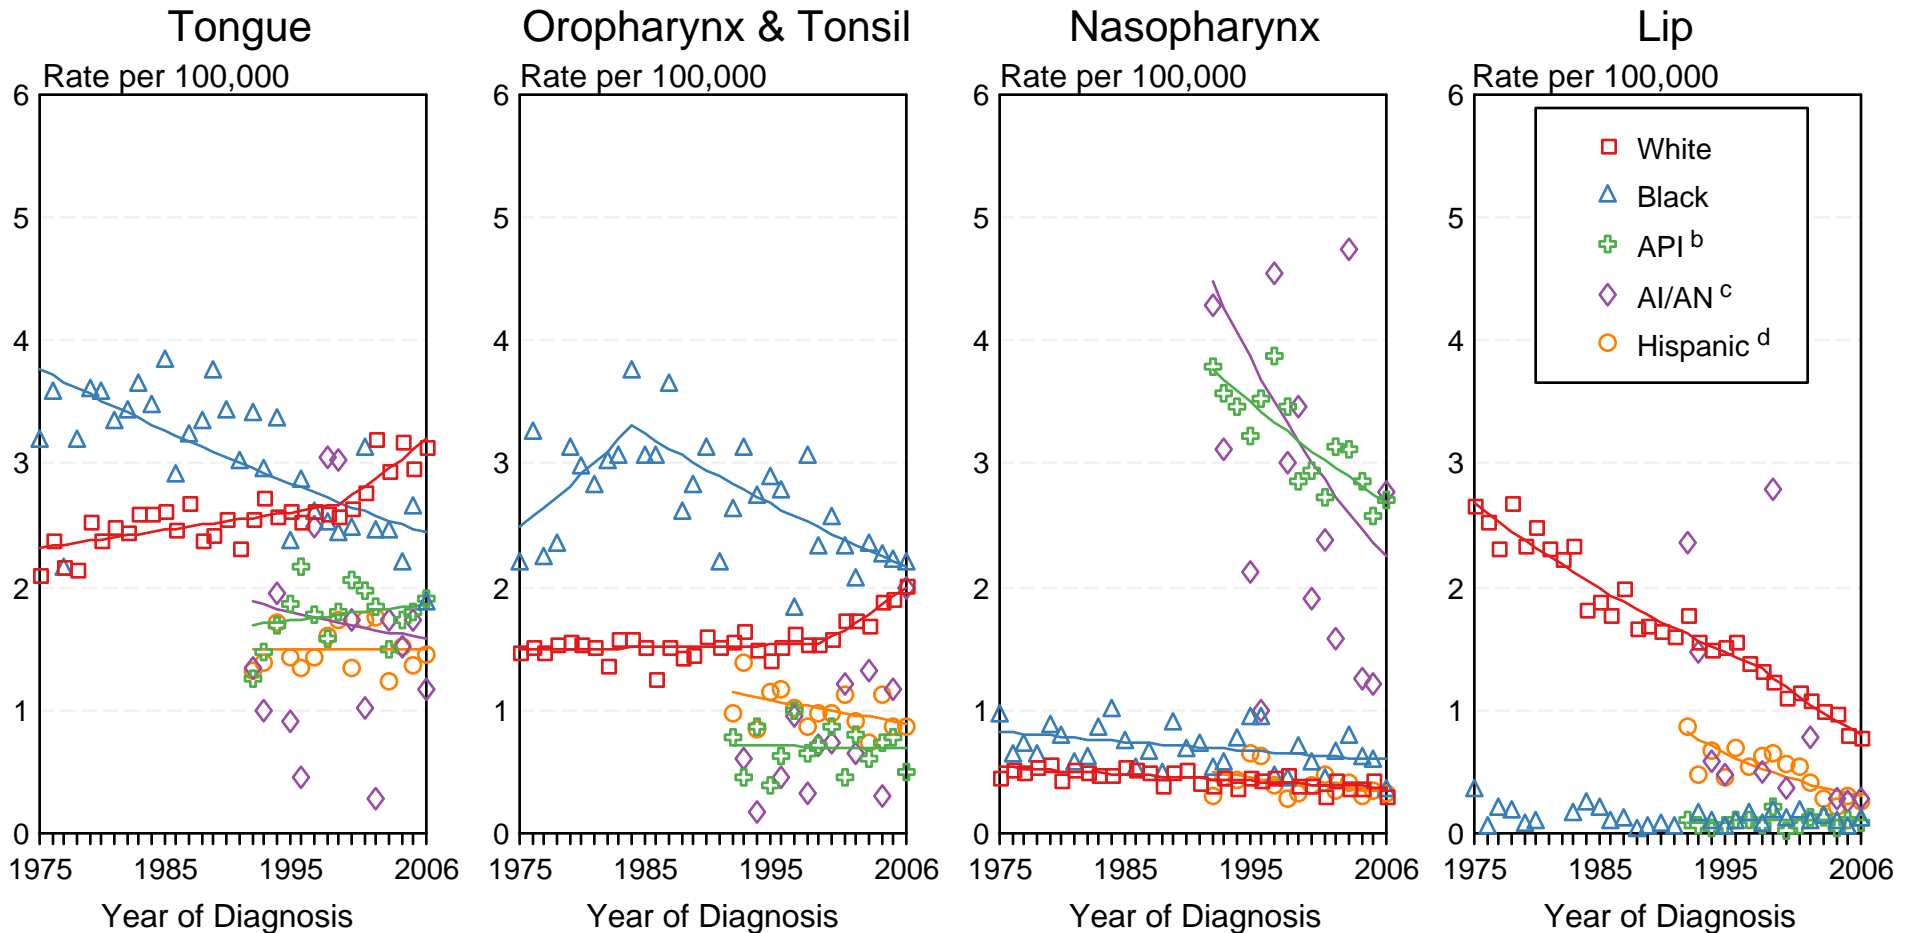 Tongue Oropharynx & Tonsil Nasopharynx Lip
Rate per 100,000 Rate per 100,000 Rate per 100,000 Rate per 100,000
6 6 6 6
White
5 5 5 5
Black
API b
4 4 4 4
AI/AN c
Hispanic d
3 3 3 3
2 2 2 2
1 1 1 1
0 0 0 0
1975 1985 1995 2006 1975 1985 1995 2006 1975 1985 1995 2006 1975 1985 1995 2006
Year of Diagnosis Year of Diagnosis Year of Diagnosis Year of Diagnosis